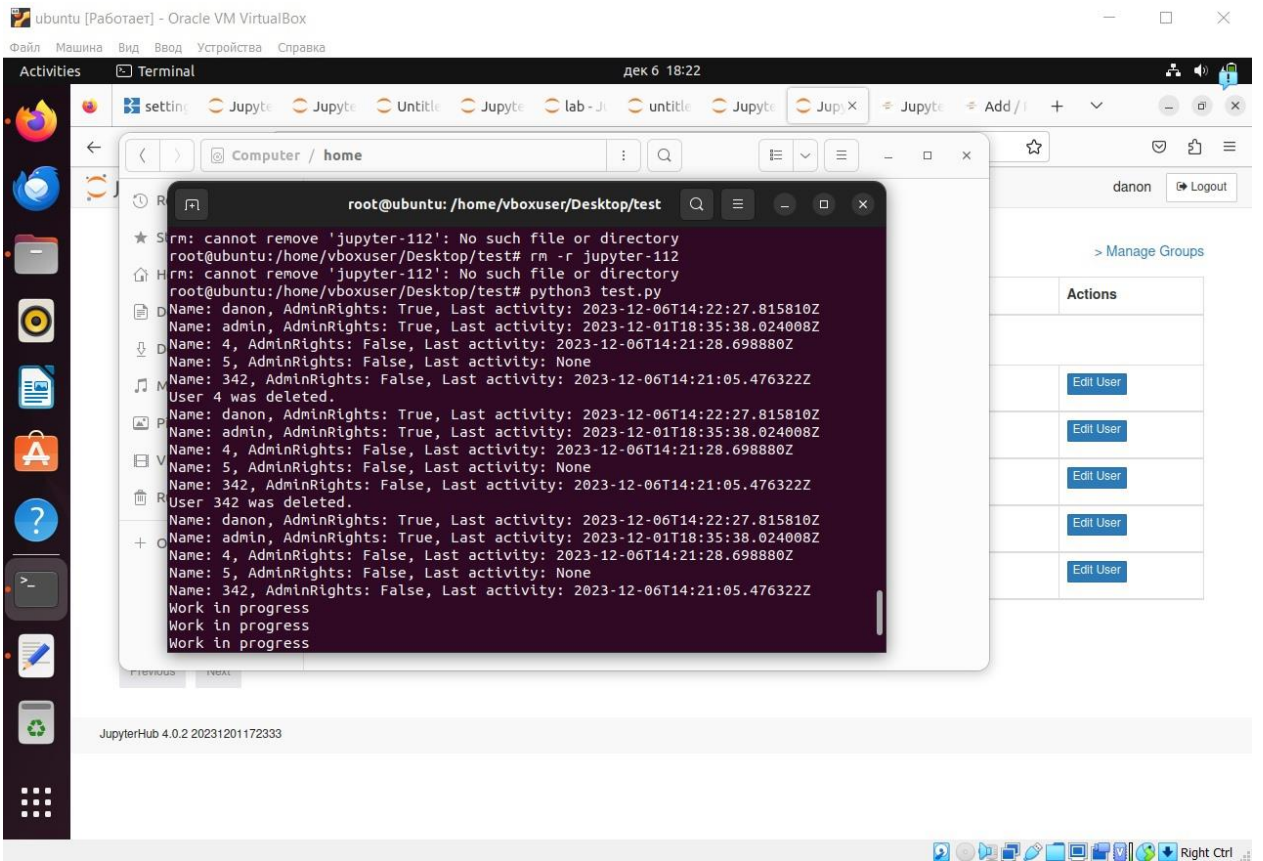 ubuntu [Работает] - Oracle VM VirtualBox
Файл Машина Вид Ввод Устройства Справка
Activities Terminal дек 6 18:22
setting Jupyte Jupyte Untitle Jupyte lab - Ju untitle Jupyte Jupy Jupyte Add /
Computer / home
danon Logout
root@ubuntu: /home/vboxuser/Desktop/test
rm: cannot remove 'jupyter-112': No such file or directory
root@ubuntu:/home/vboxuser/Desktop/test# rm -r jupyter-112
rm: cannot remove 'jupyter-112': No such file or directory
root@ubuntu:/home/vboxuser/Desktop/test# python3 test.py
Name: danon, AdminRights: True, Last activity: 2023-12-06T14:22:27.815810Z
Name: admin, AdminRights: True, Last activity: 2023-12-01T18:35:38.024008Z
Name: 4, AdminRights: False, Last activity: 2023-12-06T14:21:28.698880Z
Name: 5, AdminRights: False, Last activity: None
Name: 342, AdminRights: False, Last activity: 2023-12-06T14:21:05.476322Z
User 4 was deleted.
Name: danon, AdminRights: True, Last activity: 2023-12-06T14:22:27.815810Z
Name: admin, AdminRights: True, Last activity: 2023-12-01T18:35:38.024008Z
Name: 4, AdminRights: False, Last activity: 2023-12-06T14:21:28.698880Z
Name: 5, AdminRights: False, Last activity: None
Name: 342, AdminRights: False, Last activity: 2023-12-06T14:21:05.476322Z
User 342 was deleted.
Name: danon, AdminRights: True, Last activity: 2023-12-06T14:22:27.815810Z
Name: admin, AdminRights: True, Last activity: 2023-12-01T18:35:38.024008Z
Name: 4, AdminRights: False, Last activity: 2023-12-06T14:21:28.698880Z
Name: 5, AdminRights: False, Last activity: None
Name: 342, AdminRights: False, Last activity: 2023-12-06T14:21:05.476322Z
Work in progress
Work in progress
Work in progress
> Manage Groups
Actions
Edit User
Edit User
Edit User
Edit User
Edit User
Previous Next
JupyterHub 4.0.2 20231201172333
Right Ctrl